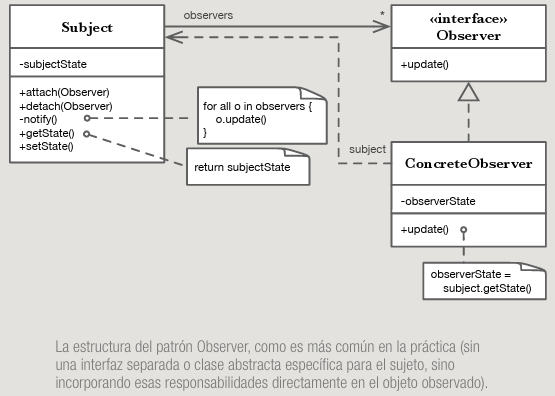 Subject
-subjectState
+attach(Observer)
+detach(Observer)
-notify()
+getState()
+setState()
observers
*
«interface»
Observer
+update()
for all o in observers {
o.update()
}
return subjectState
subject
ConcreteObserver
-observerState
+update()
observerState =
subject.getState()
La estructura del patrón Observer, como es más común en la práctica (sin
una interfaz separada o clase abstracta específica para el sujeto, sino
incorporando esas responsabilidades directamente en el objeto observado).